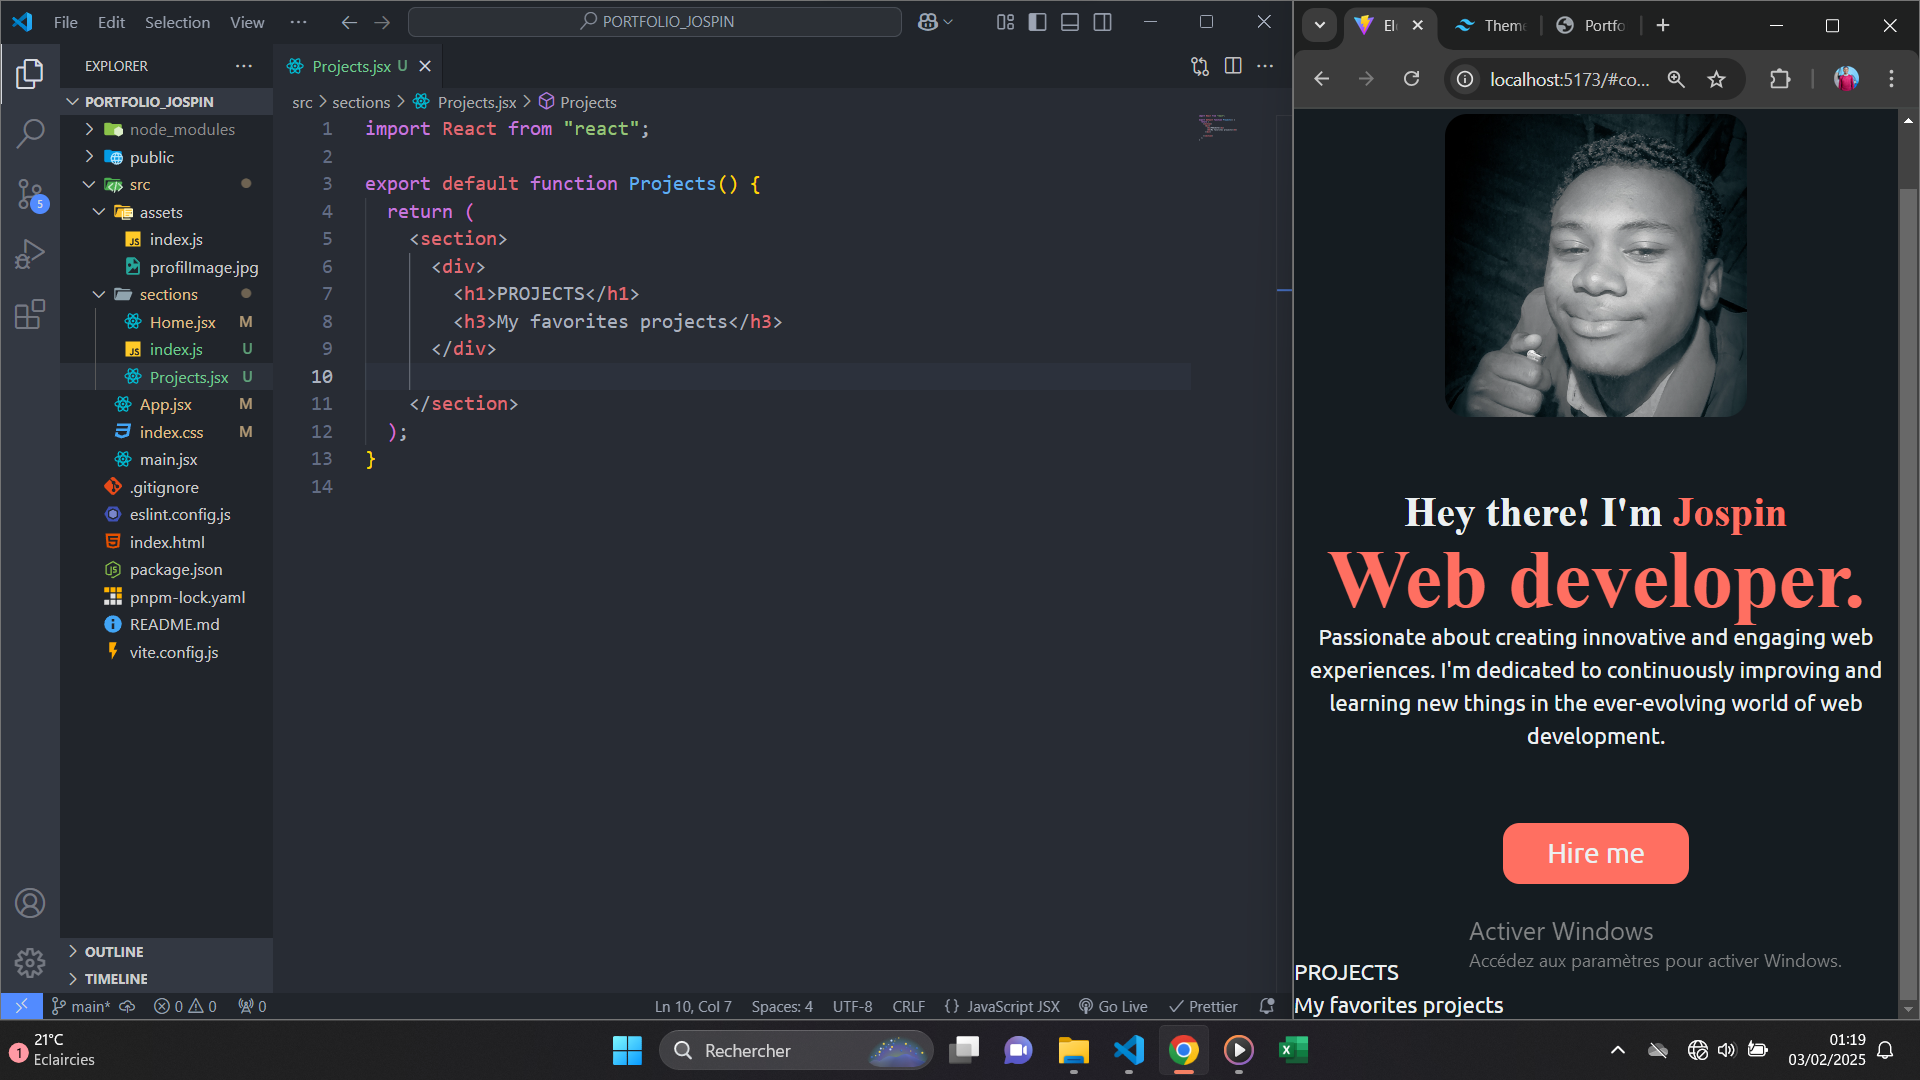 File Edit Selection View ··· PORTFOLIO_JOSPIN
EXPLORER ···
PORTFOLIO_JOSPIN
node_modules
public
src
assets
JS index.js
profilImage.jpg
sections
Home.jsx M
JS index.js U
Projects.jsx U
App.jsx M
index.css M
main.jsx
.gitignore
eslint.config.js
index.html
package.json
pnpm-lock.yaml
README.md
vite.config.js
OUTLINE
TIMELINE
5
Projects.jsx U
src > sections > Projects.jsx > Projects
1 import React from "react";
2
3 export default function Projects() {
4 return (
5 <section>
6 <div>
7 <h1>PROJECTS</h1>
8 <h3>My favorites projects</h3>
9 </div>
10
11 </section>
12 );
13 }
14
main* 0 0 0 Ln 10, Col 7 Spaces: 4 UTF-8 CRLF {} JavaScript JSX Go Live Prettier
El Theme Portfo
localhost:5173/#co...
Hey there! I'm Jospin
Web developer.
Passionate about creating innovative and engaging web
experiences. I'm dedicated to continuously improving and
learning new things in the ever-evolving world of web
development.
Hire me
Activer Windows
Accédez aux paramètres pour activer Windows.
PROJECTS
My favorites projects
1 21°C
Eclaircies
Rechercher
01:19
03/02/2025